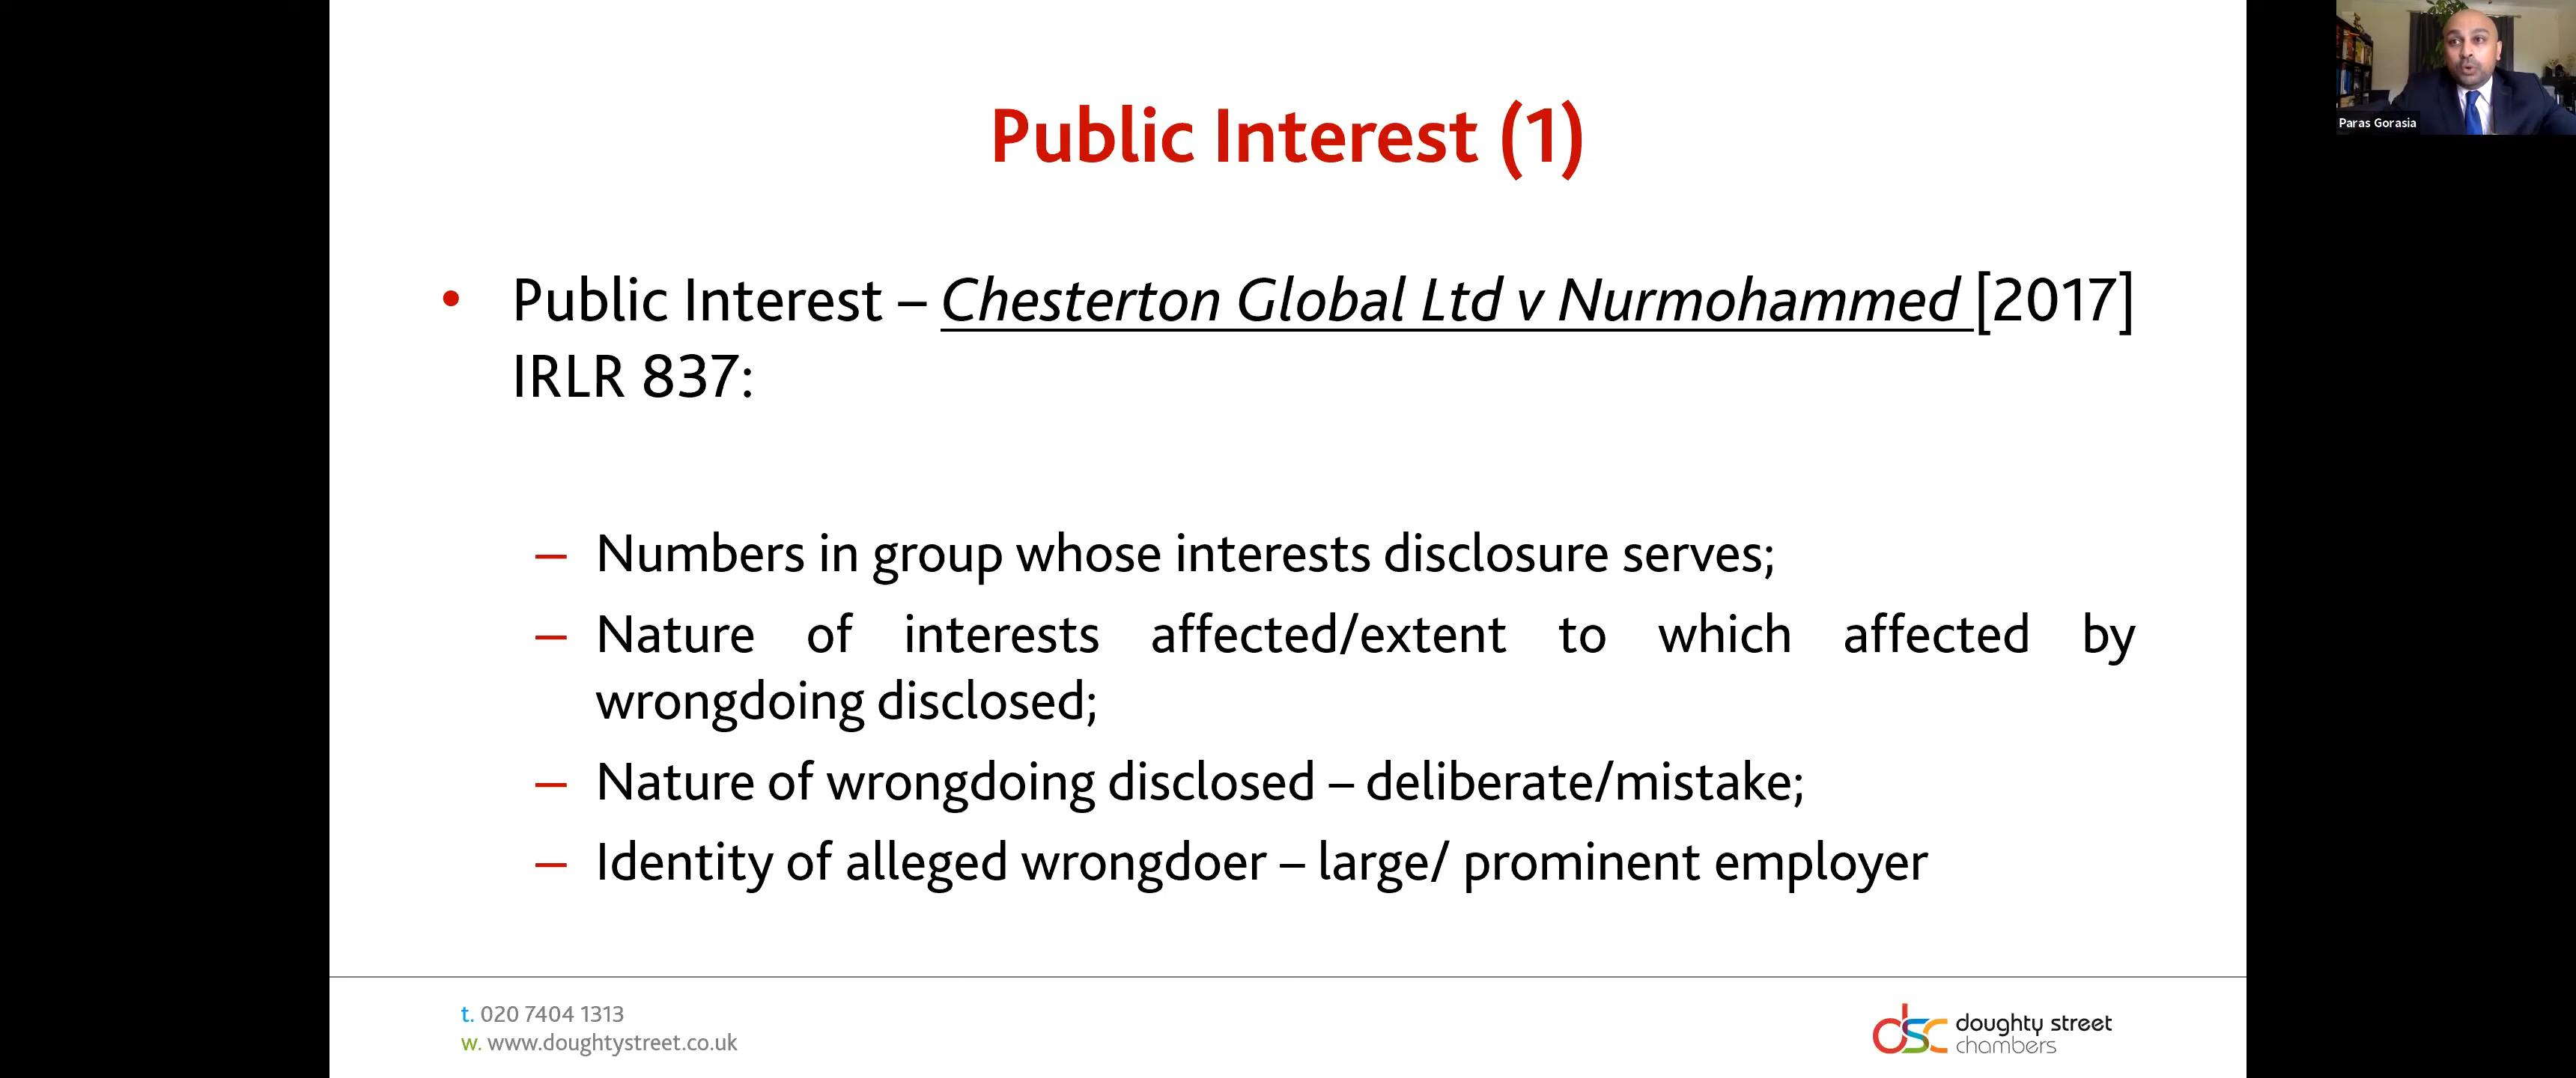 Public Interest (1)
Paras Gorasia
• Public Interest – Chesterton Global Ltd v Nurmohammed [2017]
IRLR 837:
– Numbers in group whose interests disclosure serves;
– Nature of interests affected/extent to which affected by
wrongdoing disclosed;
– Nature of wrongdoing disclosed – deliberate/mistake;
– Identity of alleged wrongdoer – large/ prominent employer
t. 020 7404 1313
w. www.doughtystreet.co.uk
dsc doughty street
chambers